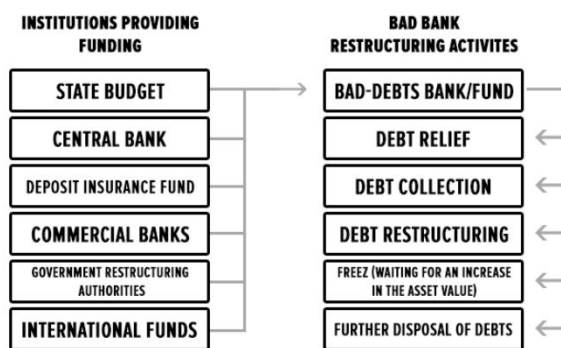 INSTITUTIONS PROVIDING
FUNDING
STATE BUDGET
CENTRAL BANK
DEPOSIT INSURANCE FUND
COMMERCIAL BANKS
GOVERNMENT RESTRUCTURING
AUTHORITIES
INTERNATIONAL FUNDS
BAD BANK
RESTRUCTURING ACTIVITES
BAD-DEBTS BANK/FUND
DEBT RELIEF
DEBT COLLECTION
DEBT RESTRUCTURING
FREEZ (WAITING FOR AN INCREASE
IN THE ASSET VALUE)
FURTHER DISPOSAL OF DEBTS